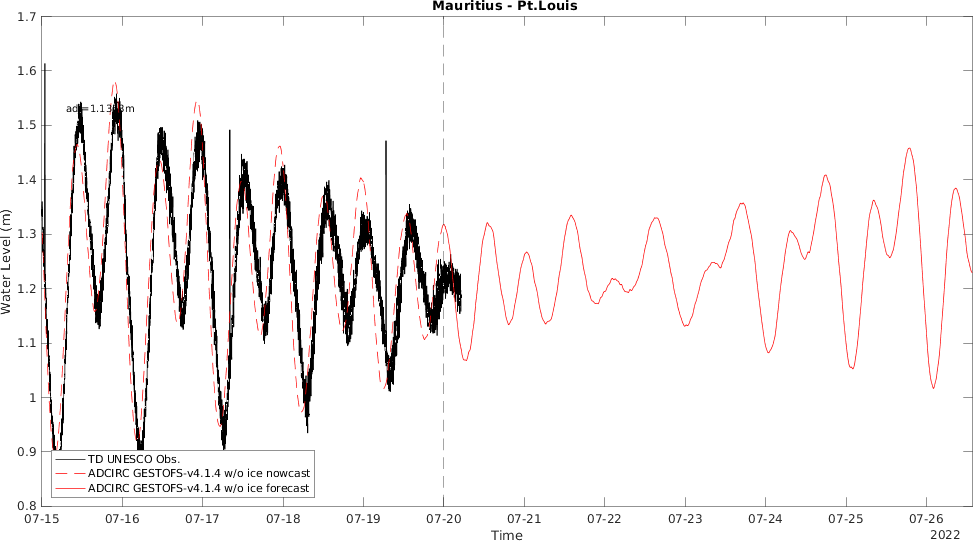 Mauritius - Pt.Louis
1.7
1.6
1.5
1.4
1.3
1.2
1.1
1
0.9
0.8
Water Level (m)
TD UNESCO Obs.
ADCIRC GESTOFS-v4.1.4 w/o ice nowcast
ADCIRC GESTOFS-v4.1.4 w/o ice forecast
07-15 07-16 07-17 07-18 07-19 07-20 07-21 07-22 07-23 07-24 07-25 07-26
Time
2022